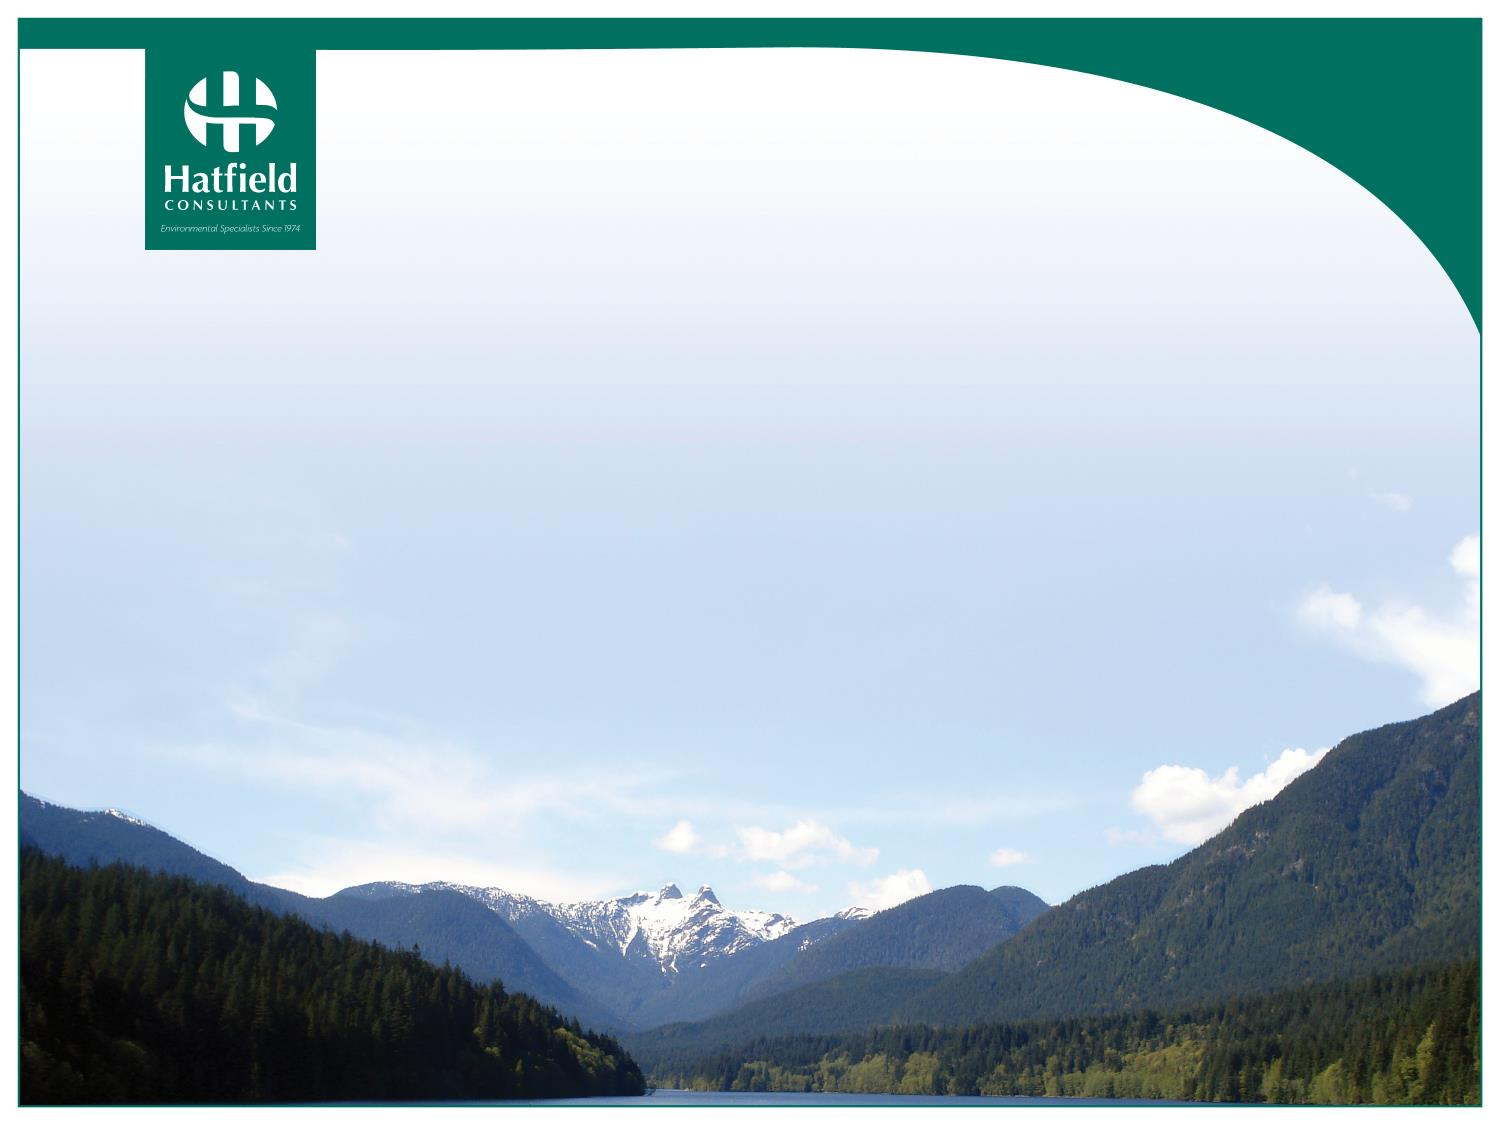 Hatfield
CONSULTANTS
Environmental Specialists Since 1974